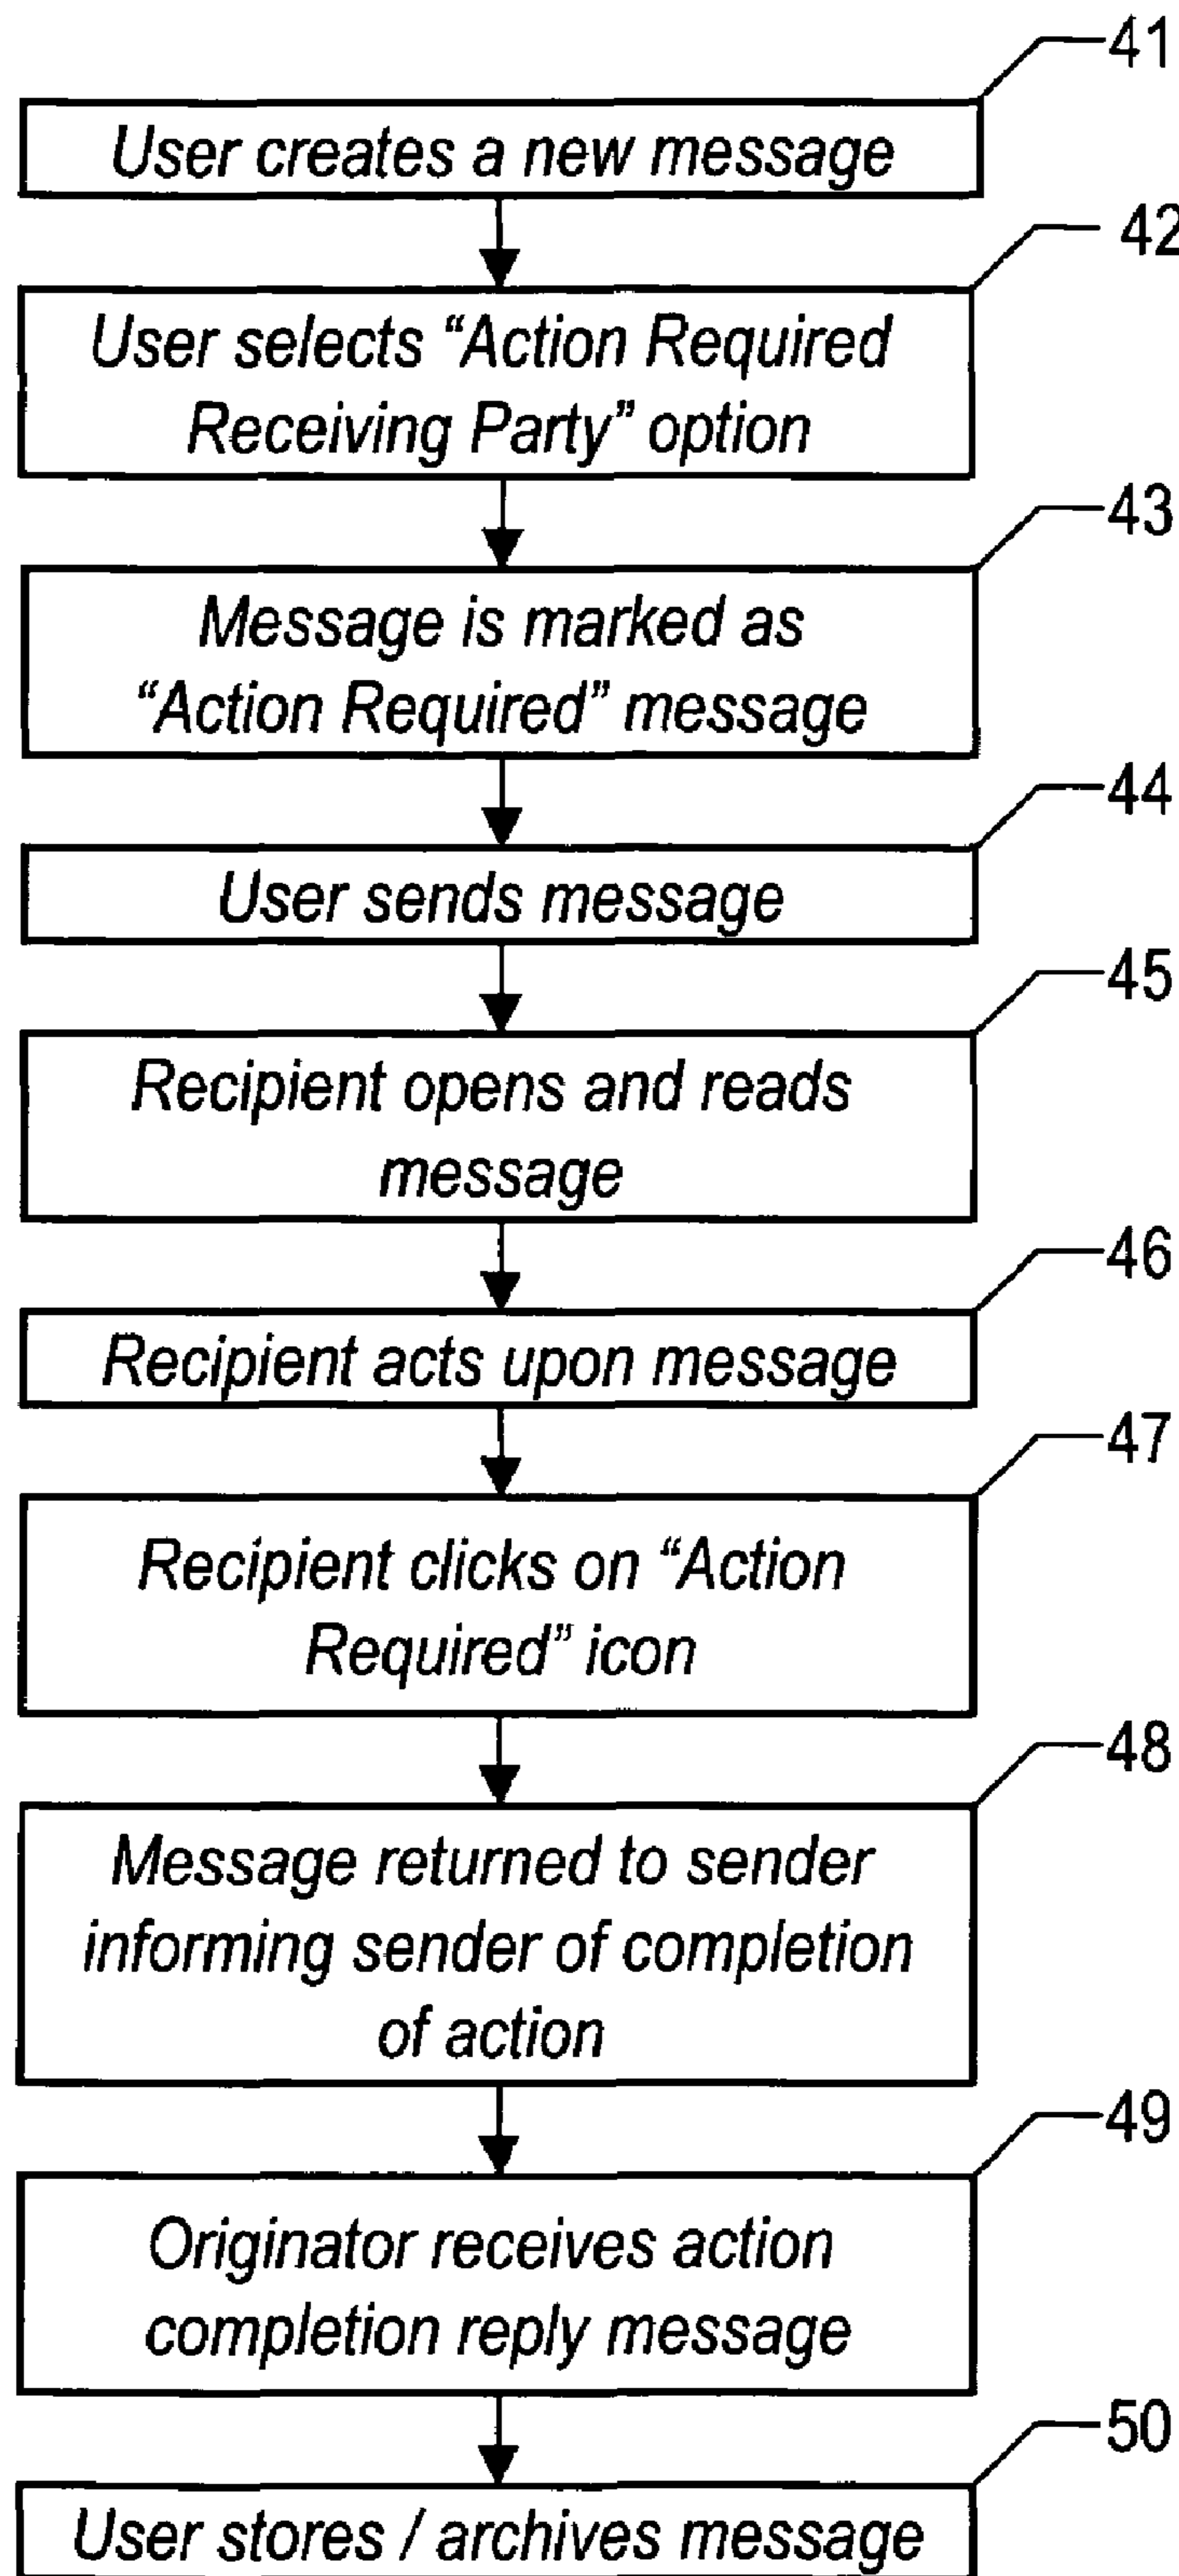 41
User creates a new message
42
User selects “Action Required
Receiving Party” option
43
Message is marked as
“Action Required” message
44
User sends message
45
Recipient opens and reads
message
46
Recipient acts upon message
47
Recipient clicks on “Action
Required” icon
48
Message returned to sender
informing sender of completion
of action
49
Originator receives action
completion reply message
50
User stores / archives message